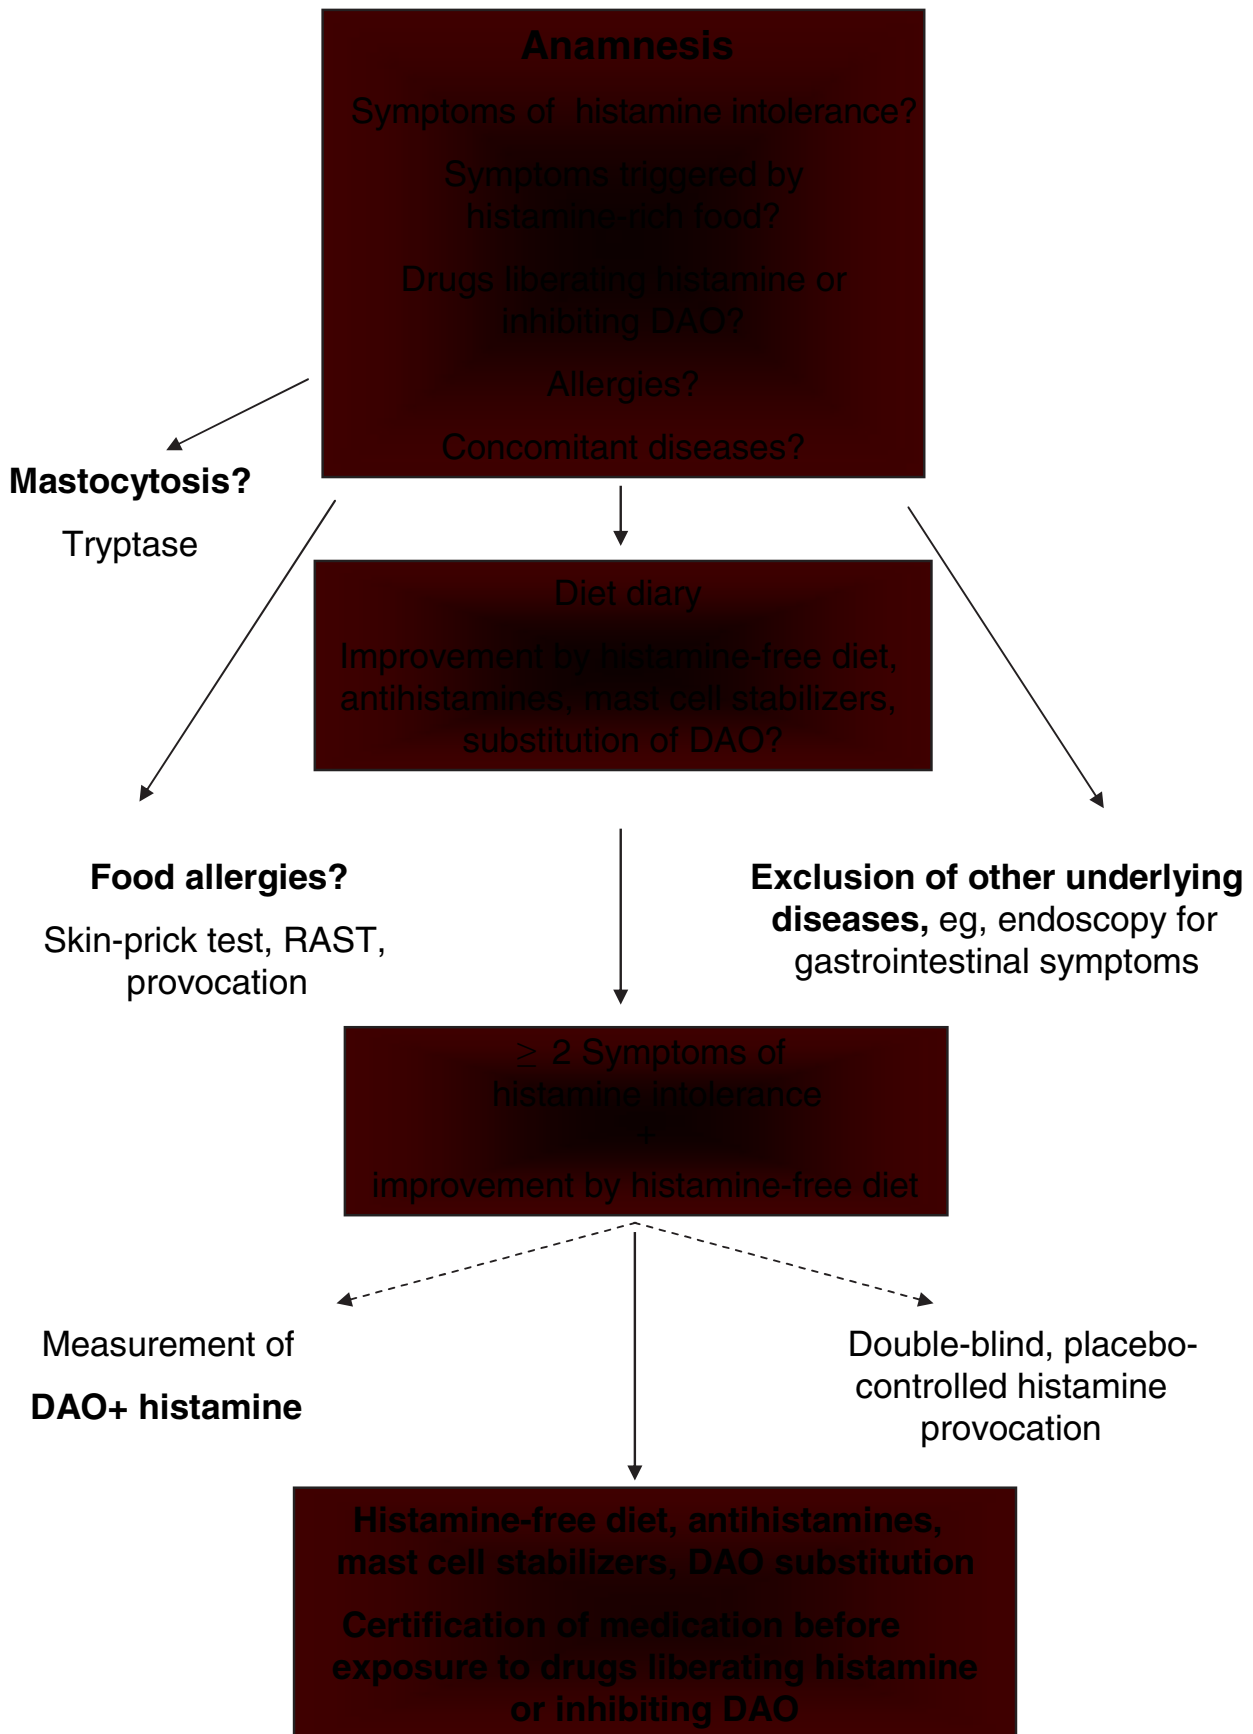 Anamnesis
Symptoms of histamine intolerance?
Symptoms triggered by
histamine-rich food?
Drugs liberating histamine or
inhibiting DAO?
Allergies?
Concomitant diseases?
Mastocytosis?
Tryptase
Diet diary
Improvement by histamine-free diet,
antihistamines, mast cell stabilizers,
substitution of DAO?
Food allergies?
Skin-prick test, RAST,
provocation
Exclusion of other underlying
diseases, eg, endoscopy for
gastrointestinal symptoms
≥ 2 Symptoms of
histamine intolerance
+
improvement by histamine-free diet
Measurement of
DAO+ histamine
Double-blind, placebo-
controlled histamine
provocation
Histamine-free diet, antihistamines,
mast cell stabilizers, DAO substitution
Certification of medication before
exposure to drugs liberating histamine
or inhibiting DAO